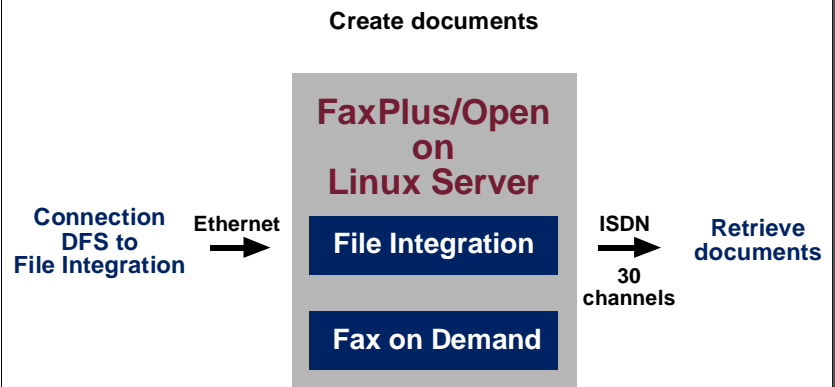 Create documents
FaxPlus/Open
on
Linux Server
Connection
DFS to
File Integration
Ethernet
File Integration
ISDN
30
channels
Retrieve
documents
Fax on Demand